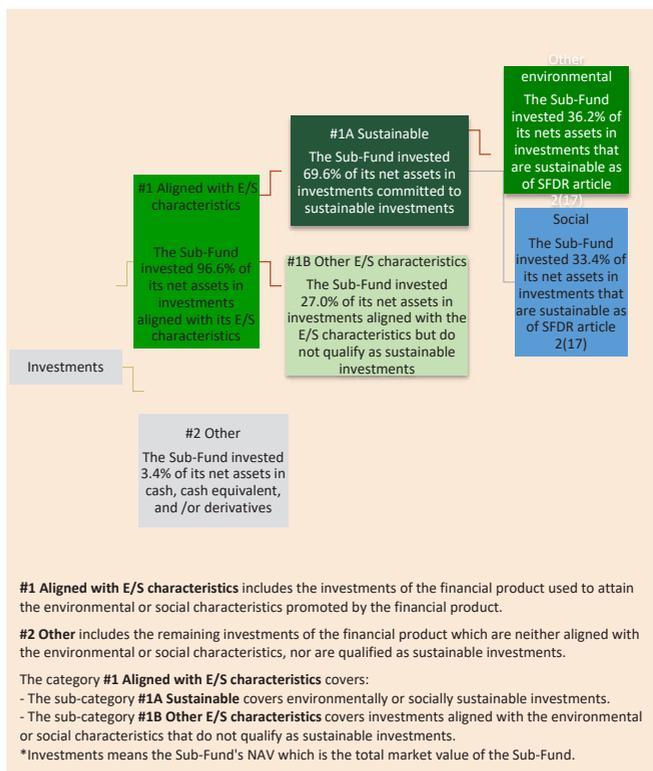 Other
environmental
The Sub-Fund
invested 36.2% of
its nets assets in
investments that
are sustainable as
of SFDR article
2(17)
#1A Sustainable
The Sub-Fund invested
69.6% of its net assets in
investments committed to
sustainable investments
#1 Aligned with E/S
characteristics
The Sub-Fund
invested 96.6% of
its net assets in
investments
aligned with its E/S
characteristics
Social
The Sub-Fund
invested 33.4% of
its net assets in
investments that
are sustainable as
of SFDR article
2(17)
#1B Other E/S characteristics
The Sub-Fund invested
27.0% of its net assets in
investments aligned with the
E/S characteristics but do
not qualify as sustainable
investments
Investments
#2 Other
The Sub-Fund invested
3.4% of its net assets in
cash, cash equivalent,
and /or derivatives
#1 Aligned with E/S characteristics includes the investments of the financial product used to attain
the environmental or social characteristics promoted by the financial product.
#2 Other includes the remaining investments of the financial product which are neither aligned with
the environmental or social characteristics, nor are qualified as sustainable investments.
The category #1 Aligned with E/S characteristics covers:
- The sub-category #1A Sustainable covers environmentally or socially sustainable investments.
- The sub-category #1B Other E/S characteristics covers investments aligned with the environmental
or social characteristics that do not qualify as sustainable investments.
*Investments means the Sub-Fund's NAV which is the total market value of the Sub-Fund.